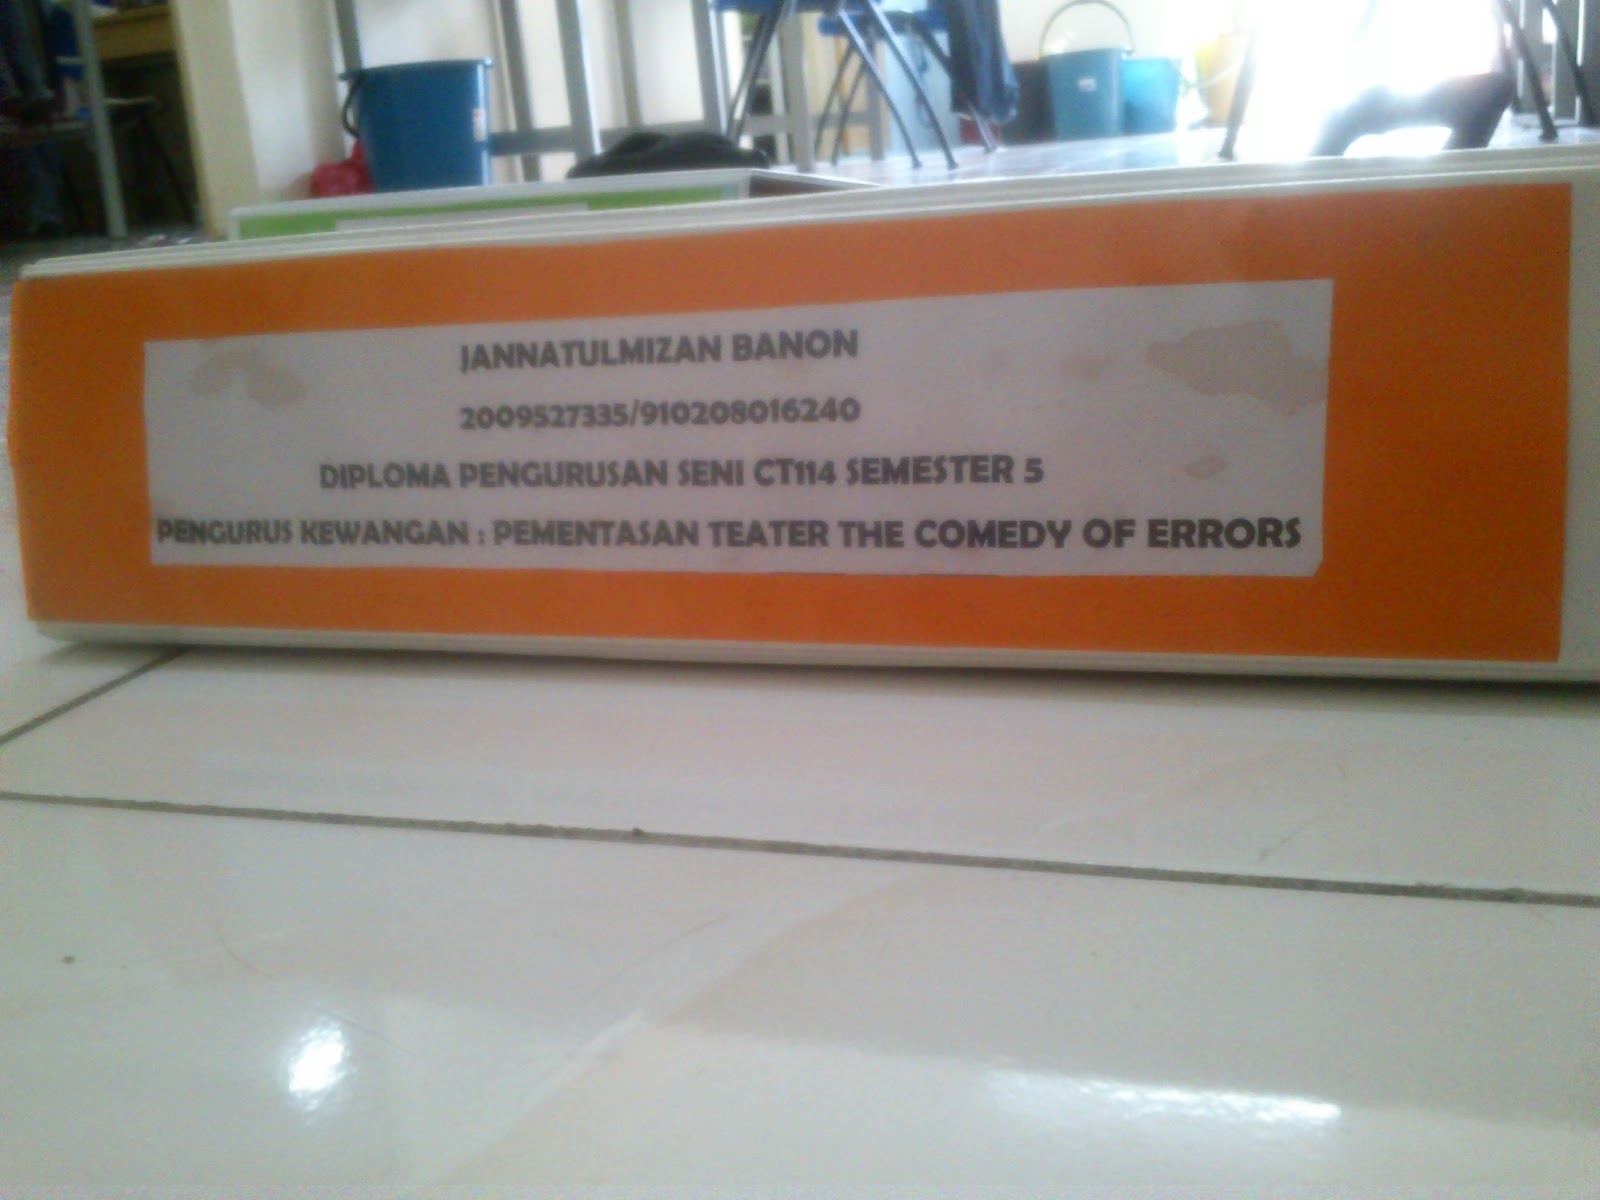 JANNATULMIZAN BANON
2009527335/910208016240
DIPLOMA PENGURUSAN SENI CT114 SEMESTER 5
PENGURUS KEWANGAN : PEMENTASAN TEATER THE COMEDY OF ERRORS